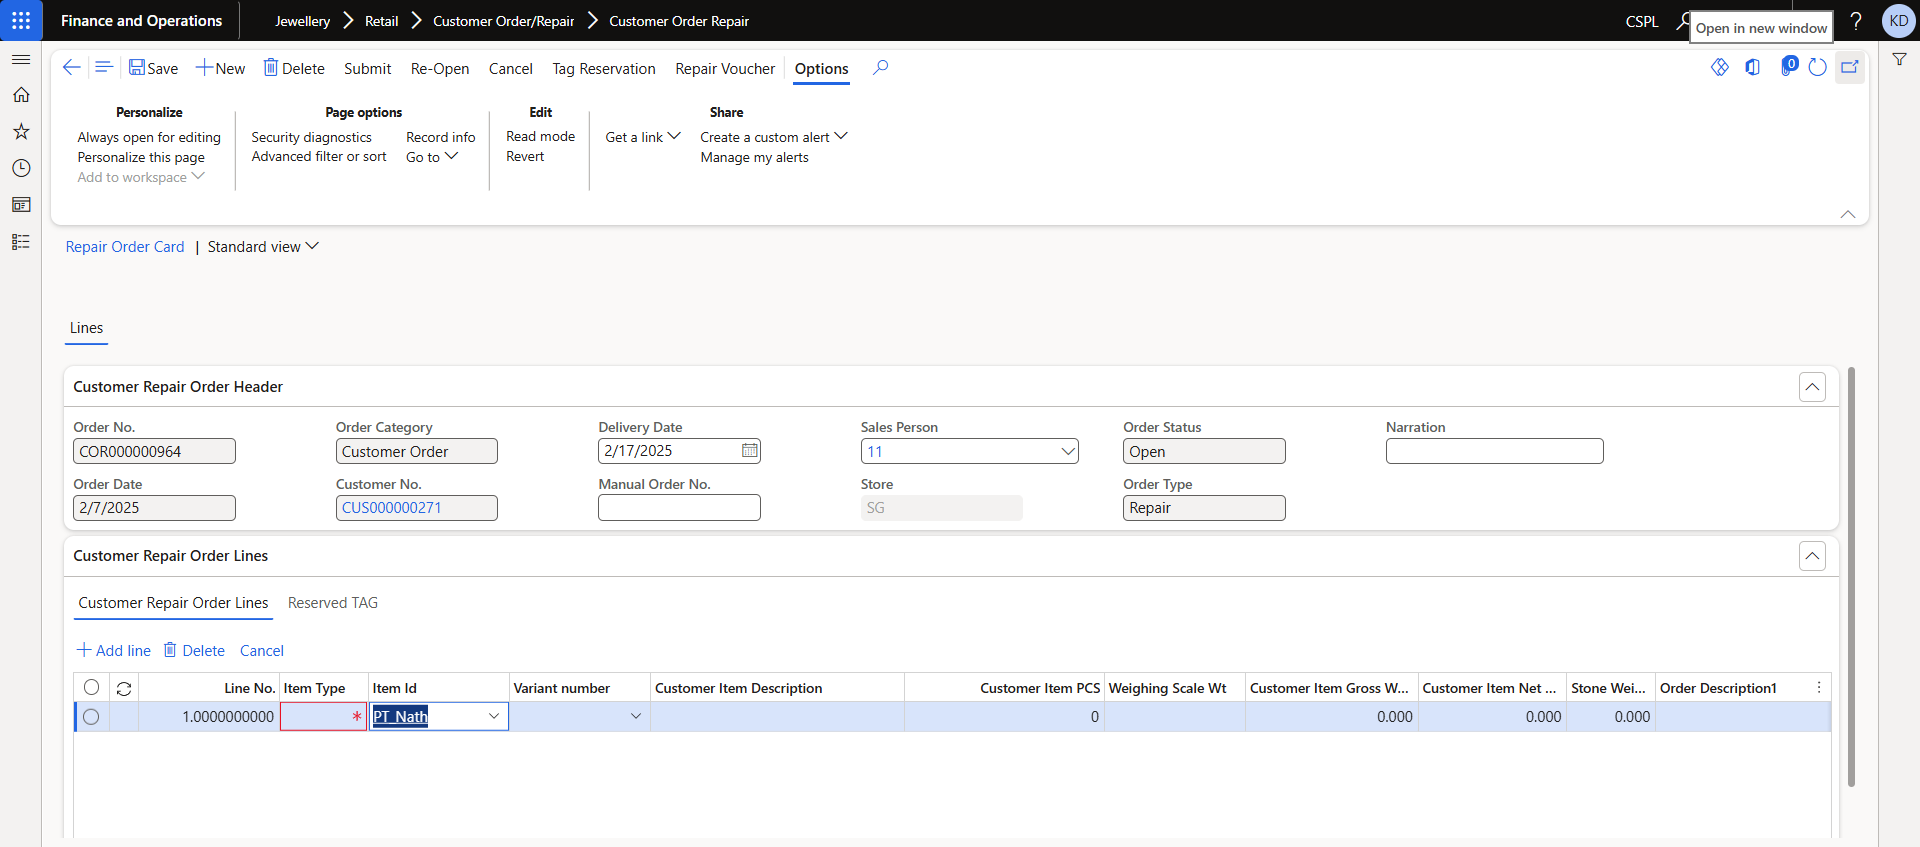 Finance and Operations Jewellery Retail Customer Order/Repair Customer Order Repair CSPL Open in new window ? KD
Save New Delete Submit Re-Open Cancel Tag Reservation Repair Voucher Options 0
Personalize Page options Edit Share
Always open for editing Security diagnostics Record info Read mode Get a link Create a custom alert
Personalize this page Advanced filter or sort Go to Revert Manage my alerts
Add to workspace
Repair Order Card | Standard view
Lines
Customer Repair Order Header
Order No. Order Category Delivery Date Sales Person Order Status Narration
COR000000964 Customer Order 2/17/2025 11 Open
Order Date Customer No. Manual Order No. Store Order Type
2/7/2025 CUS000000271 SG Repair
Customer Repair Order Lines
Customer Repair Order Lines Reserved TAG
Add line Delete Cancel
Line No. Item Type Item Id Variant number Customer Item Description Customer Item PCS Weighing Scale Wt Customer Item Gross W... Customer Item Net ... Stone Wei... Order Description1
1.0000000000 * PT_Nath 0 0.000 0.000 0.000